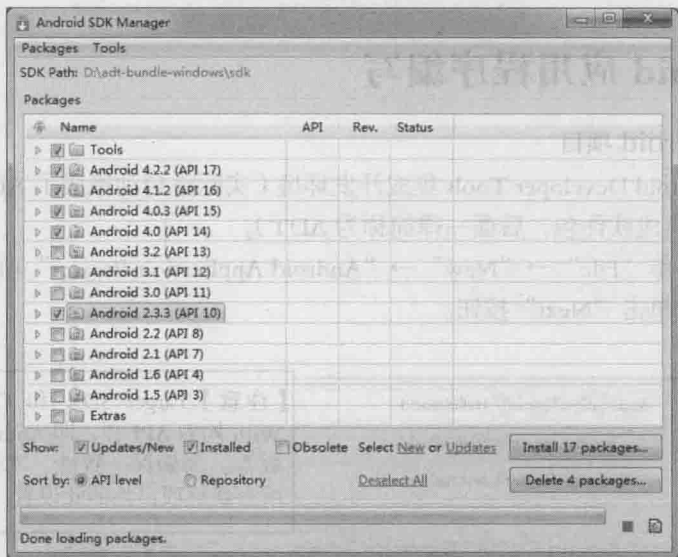 Android SDK Manager
Packages Tools
SDK Path: D:\adt-bundle-windows\sdk
Packages
Name API Rev. Status
Tools
Android 4.2.2 (API 17)
Android 4.1.2 (API 16)
Android 4.0.3 (API 15)
Android 4.0 (API 14)
Android 3.2 (API 13)
Android 3.1 (API 12)
Android 3.0 (API 11)
Android 2.3.3 (API 10)
Android 2.2 (API 8)
Android 2.1 (API 7)
Android 1.6 (API 4)
Android 1.5 (API 3)
Extras
Show: Updates/New Installed Obsolete Select New or Updates Install 17 packages...
Sort by: API level Repository Deselect All Delete 4 packages...
Done loading packages.